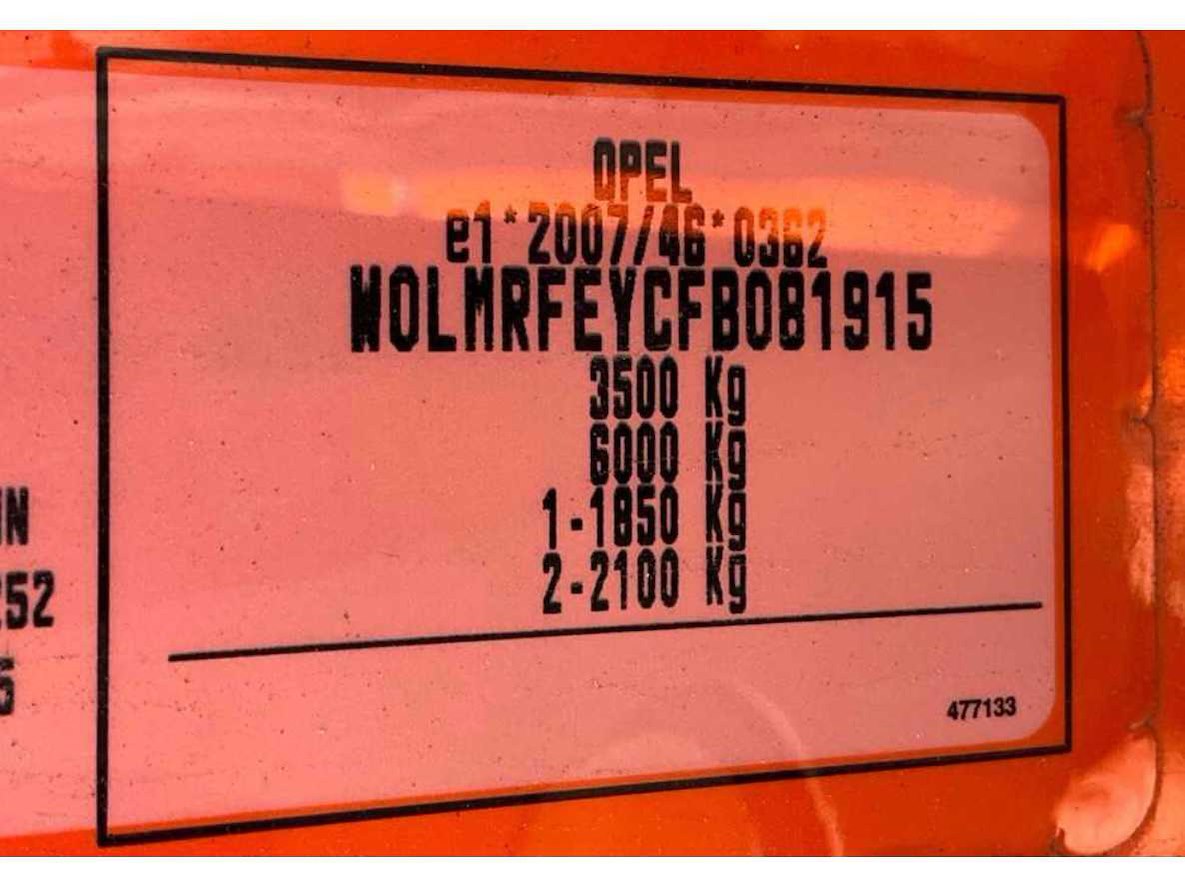 OPEL
e1*2007/46*0362
W0LMRFEYCFB081915
3500 Kg
6000 Kg
1-1850 Kg
2-2100 Kg
477133